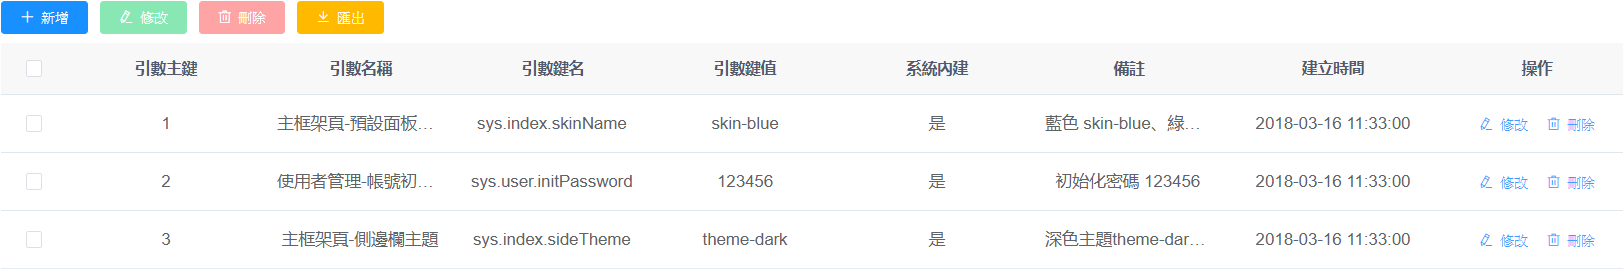 新增 修改 刪除 匯出
引數主鍵 引數名稱 引數鍵名 引數鍵值 系統內建 備註 建立時間 操作
1 主框架頁-預設面板... sys.index.skinName skin-blue 是 藍色 skin-blue、綠... 2018-03-16 11:33:00 修改 刪除
2 使用者管理-帳號初... sys.user.initPassword 123456 是 初始化密碼 123456 2018-03-16 11:33:00 修改 刪除
3 主框架頁-側邊欄主題 sys.index.sideTheme theme-dark 是 深色主題theme-dar... 2018-03-16 11:33:00 修改 刪除